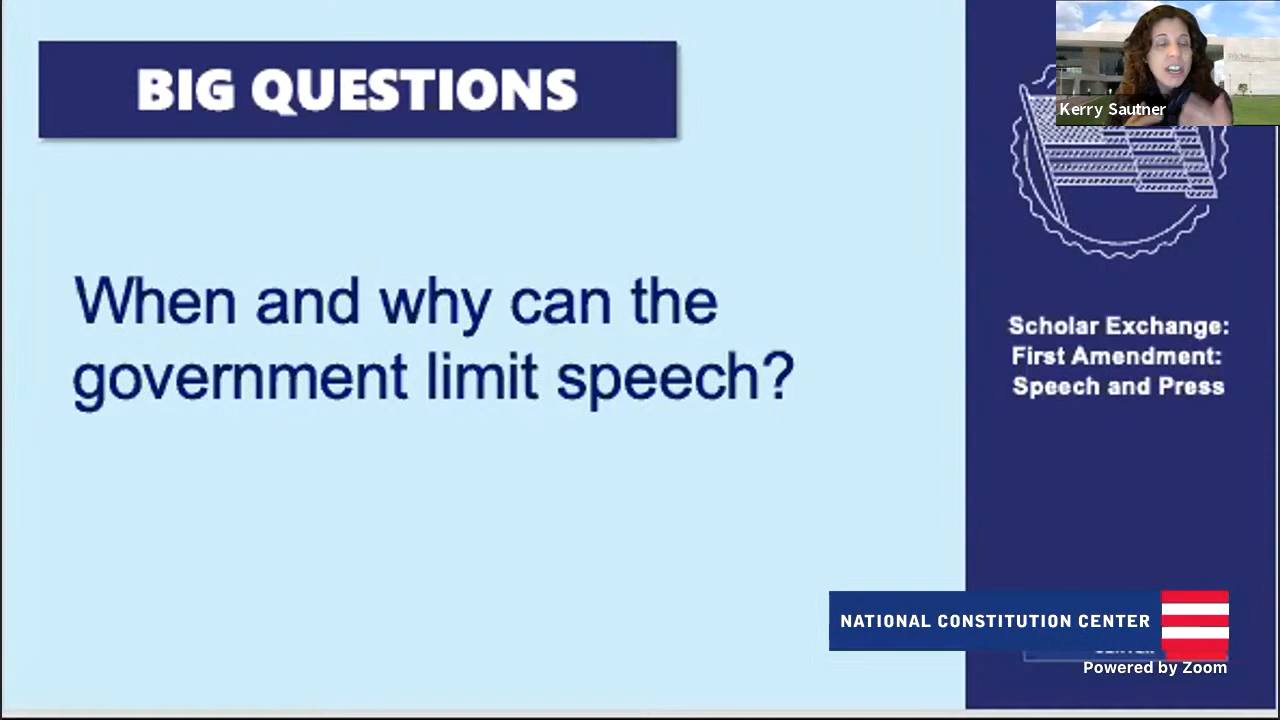 BIG QUESTIONS
When and why can the
government limit speech?
Kerry Sautner
Scholar Exchange:
First Amendment:
Speech and Press
NATIONAL CONSTITUTION CENTER
Powered by Zoom